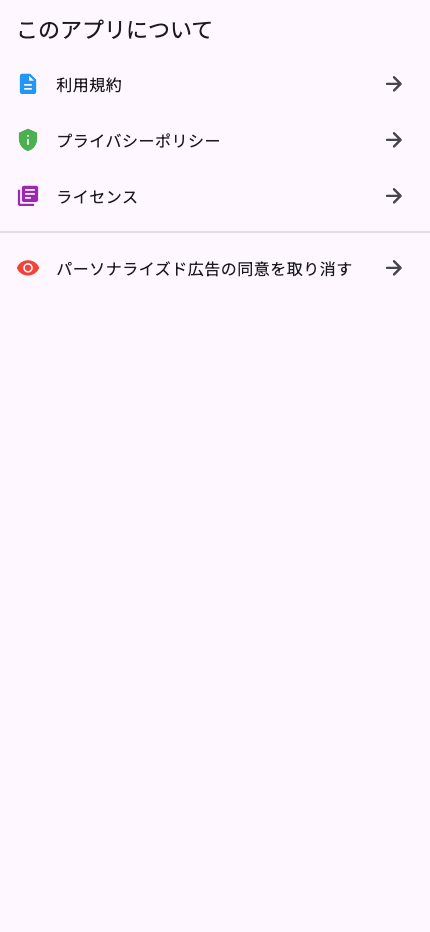 このアプリについて
利用規約
プライバシーポリシー
ライセンス
パーソナライズド広告の同意を取り消す